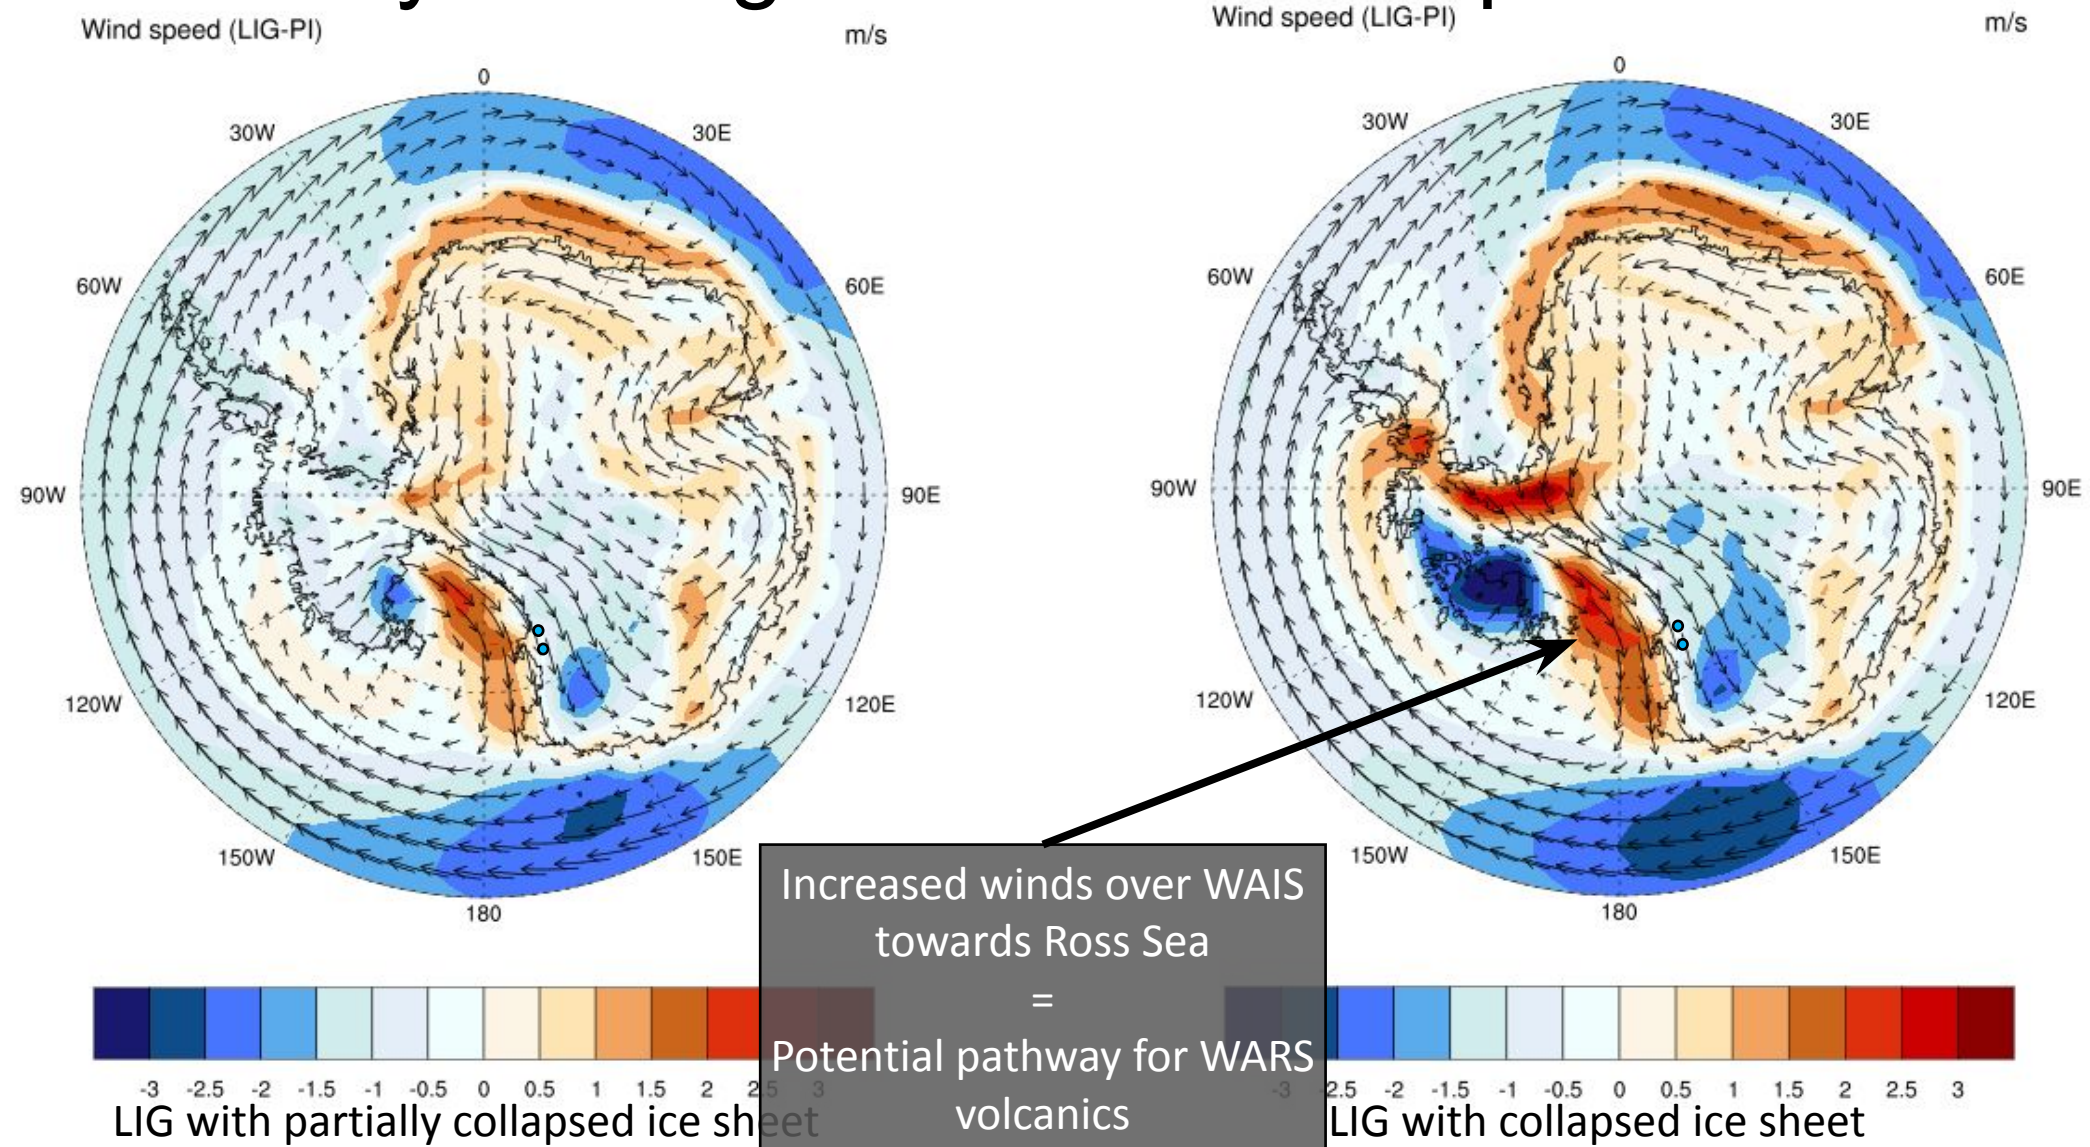 Wind speed (LIG-PI)
m/s
0
30W
30E
60W
60E
90W
90E
120W
120E
150W
150E
180
-3 -2.5 -2 -1.5 -1 -0.5 0 0.5 1 1.5 2 2.5 3
LIG with partially collapsed ice sheet
Wind speed (LIG-PI)
m/s
0
30W
30E
60W
60E
90W
90E
120W
120E
150W
150E
180
-3 -2.5 -2 -1.5 -1 -0.5 0 0.5 1 1.5 2 2.5 3
LIG with collapsed ice sheet
Increased winds over WAIS
towards Ross Sea
=
Potential pathway for WARS
volcanics